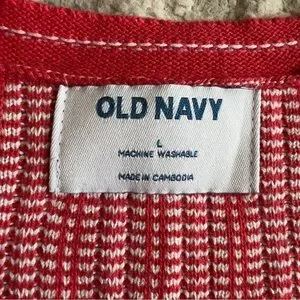 OLD NAVY
L
MACHINE WASHABLE
MADE IN CAMBODIA